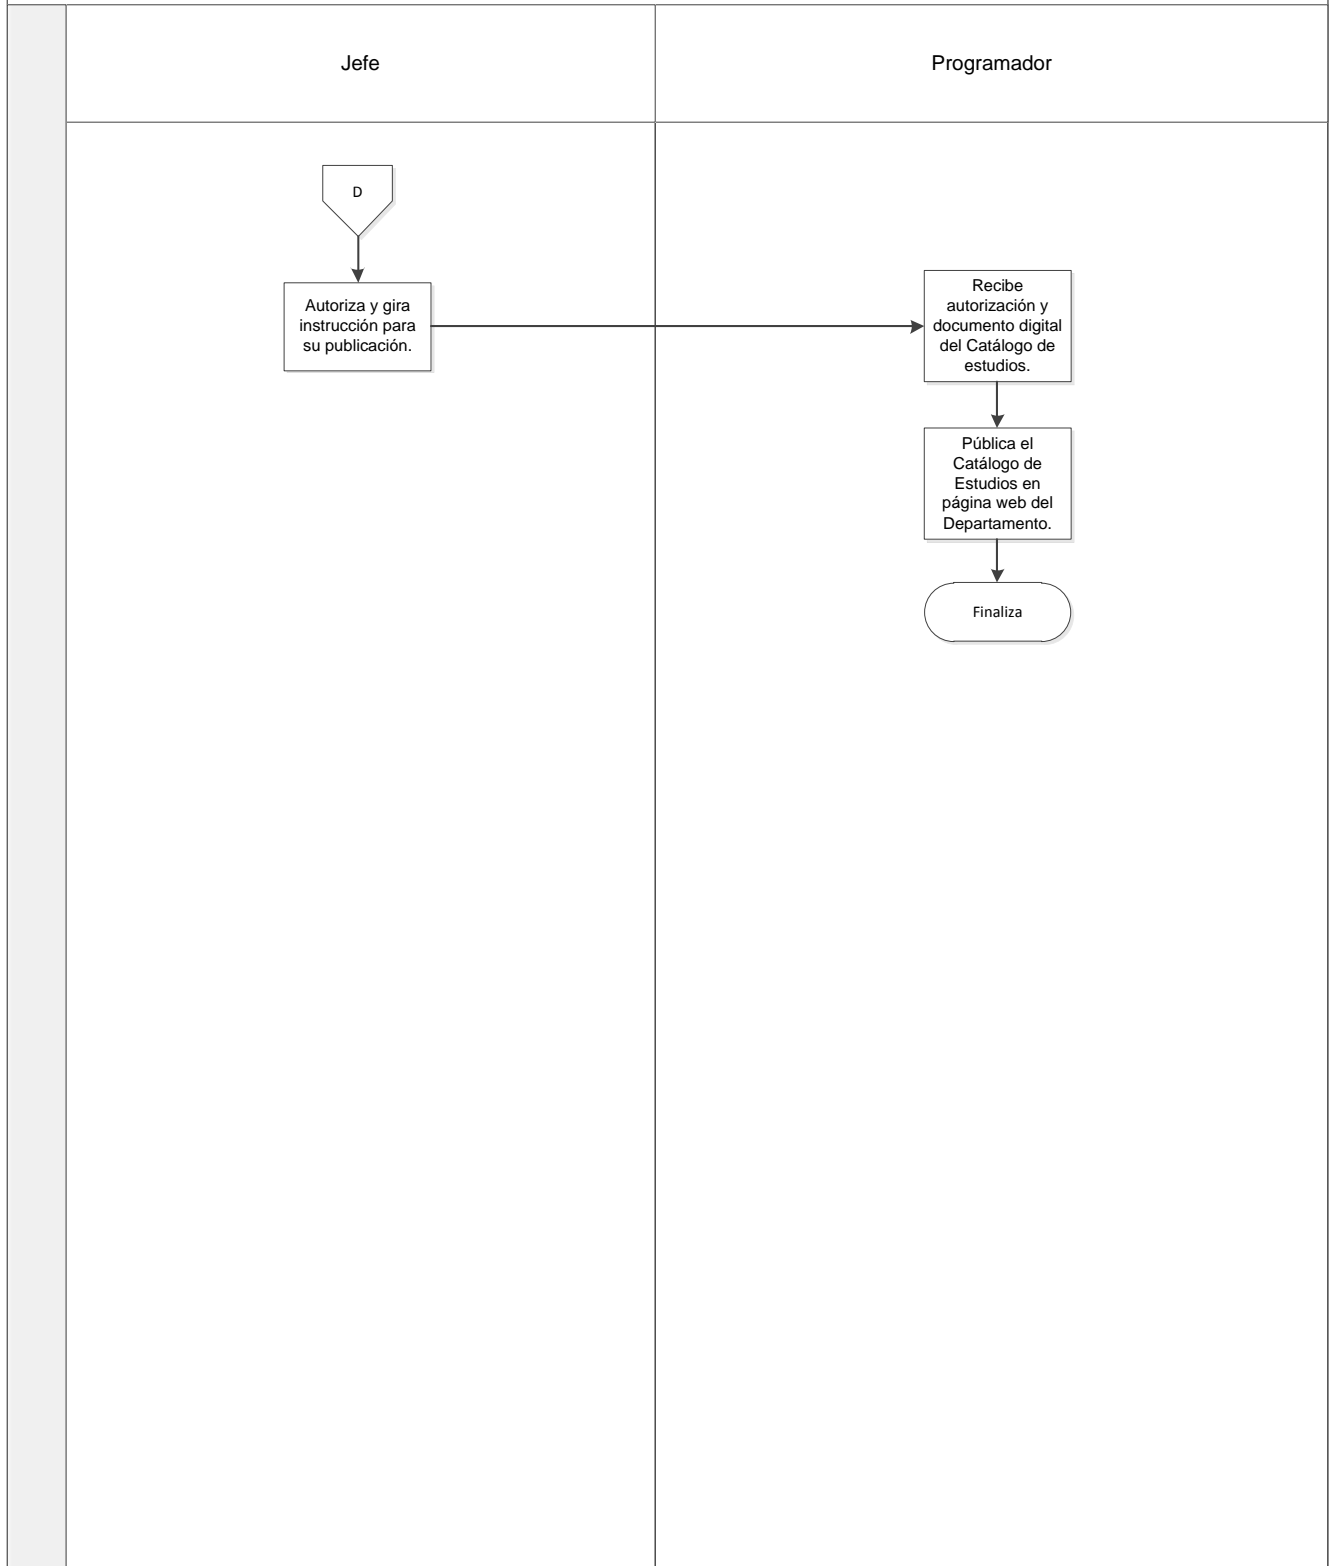 Jefe
Programador
D
Autoriza y gira
instrucción para
su publicación.
Recibe
autorización y
documento digital
del Catálogo de
estudios.
Pública el
Catálogo de
Estudios en
página web del
Departamento.
Finaliza